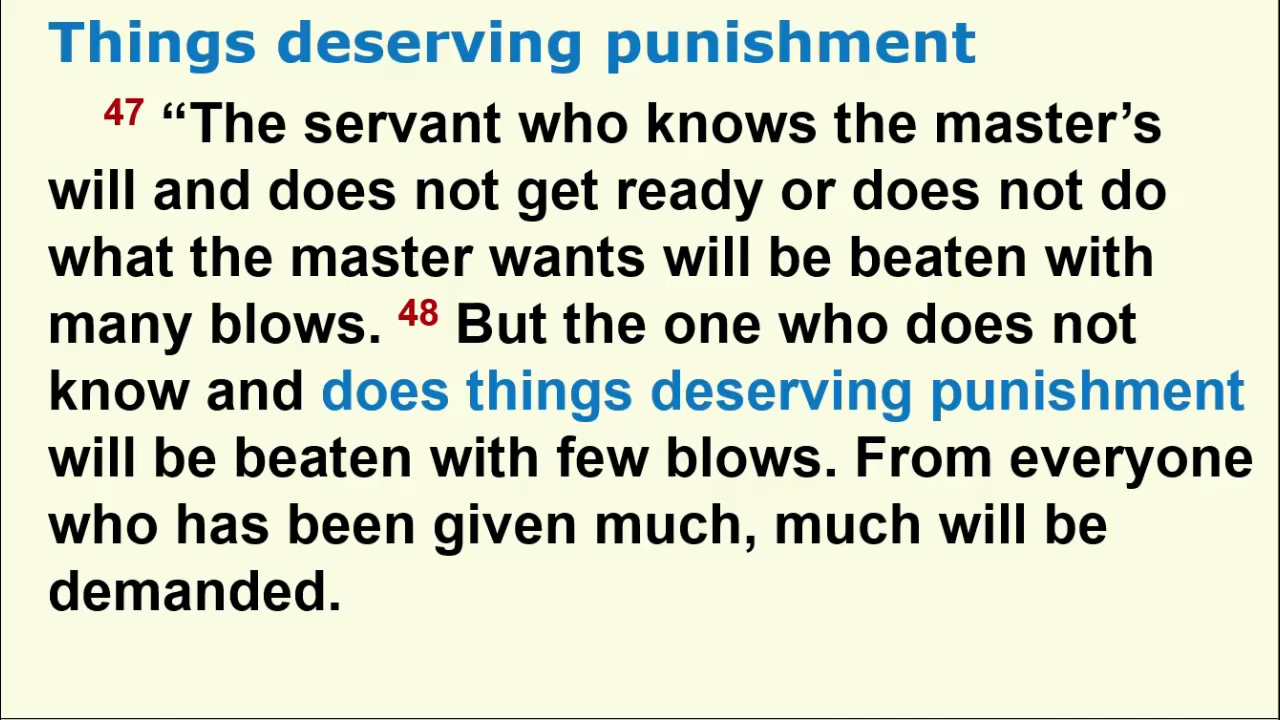 Things deserving punishment
47 “The servant who knows the master’s
will and does not get ready or does not do
what the master wants will be beaten with
many blows. 48 But the one who does not
know and does things deserving punishment
will be beaten with few blows. From everyone
who has been given much, much will be
demanded.